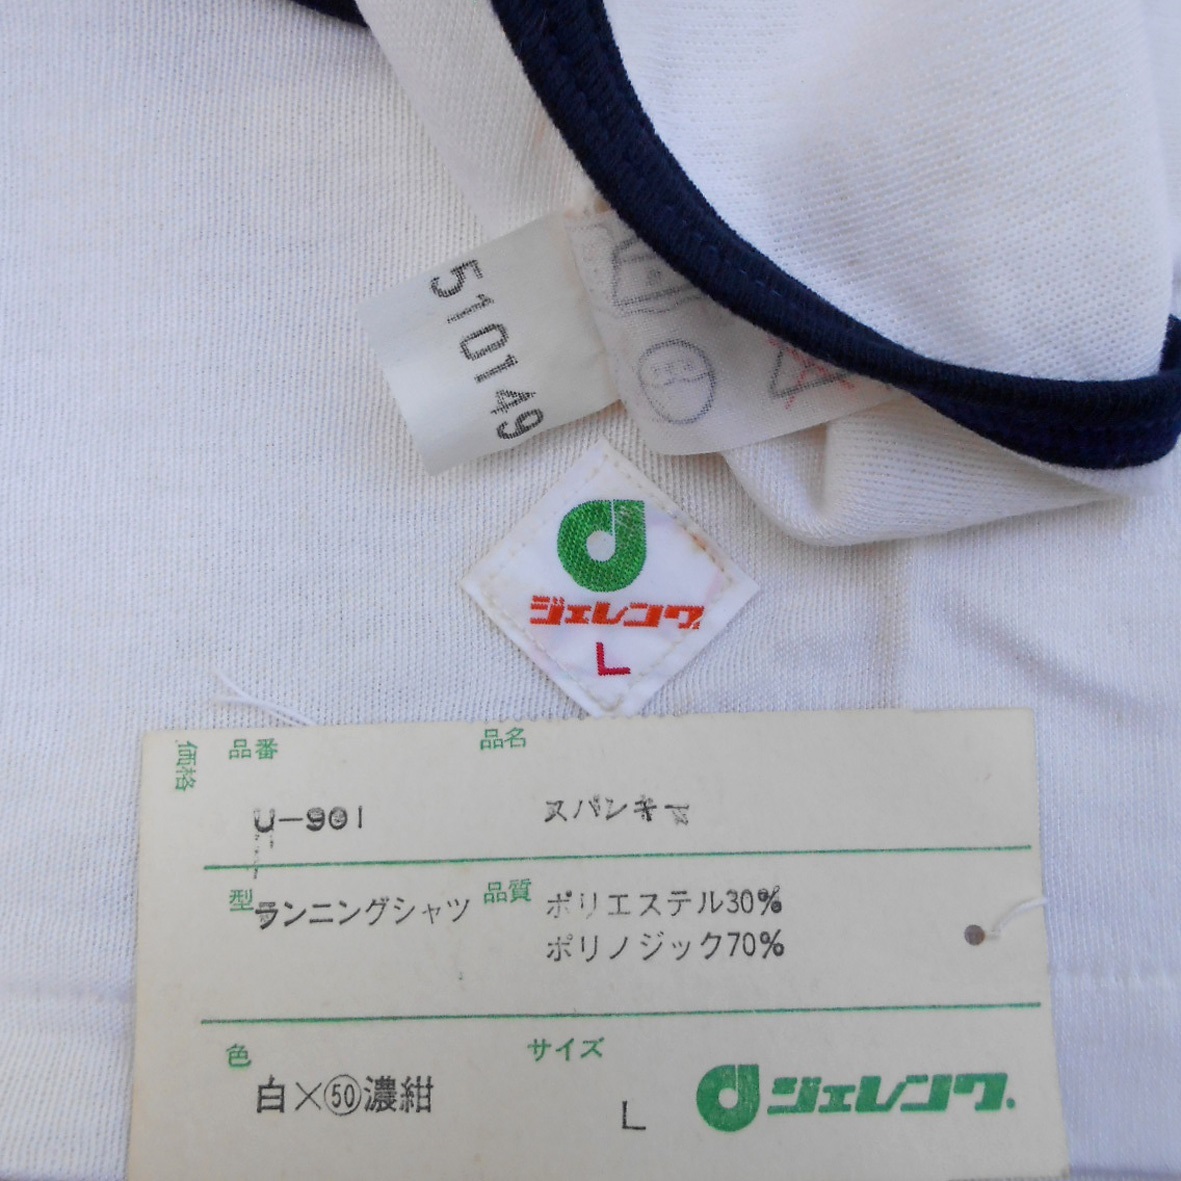 510149
ジェレンク
L
価格
品番
品名
U-901
スパンキー
型
ランニングシャツ
品質
ポリエステル30%
ポリノジック70%
色
サイズ
白×㊿濃紺
L
ジェレンク.